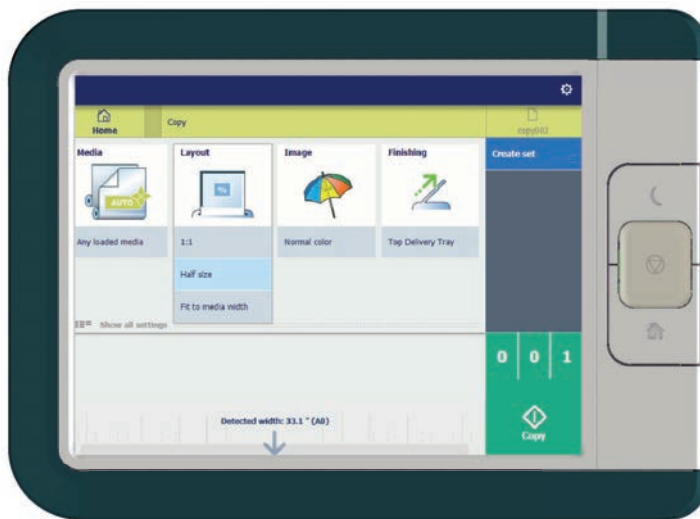 Home
Copy
copy002
Media
Layout
Image
Finishing
Create set
AUTO
%
Any loaded media
1:1
Normal color
Top Delivery Tray
Half size
Fit to media width
Show all settings
0 0 1
Detected width: 33.1 " (A0)
Copy